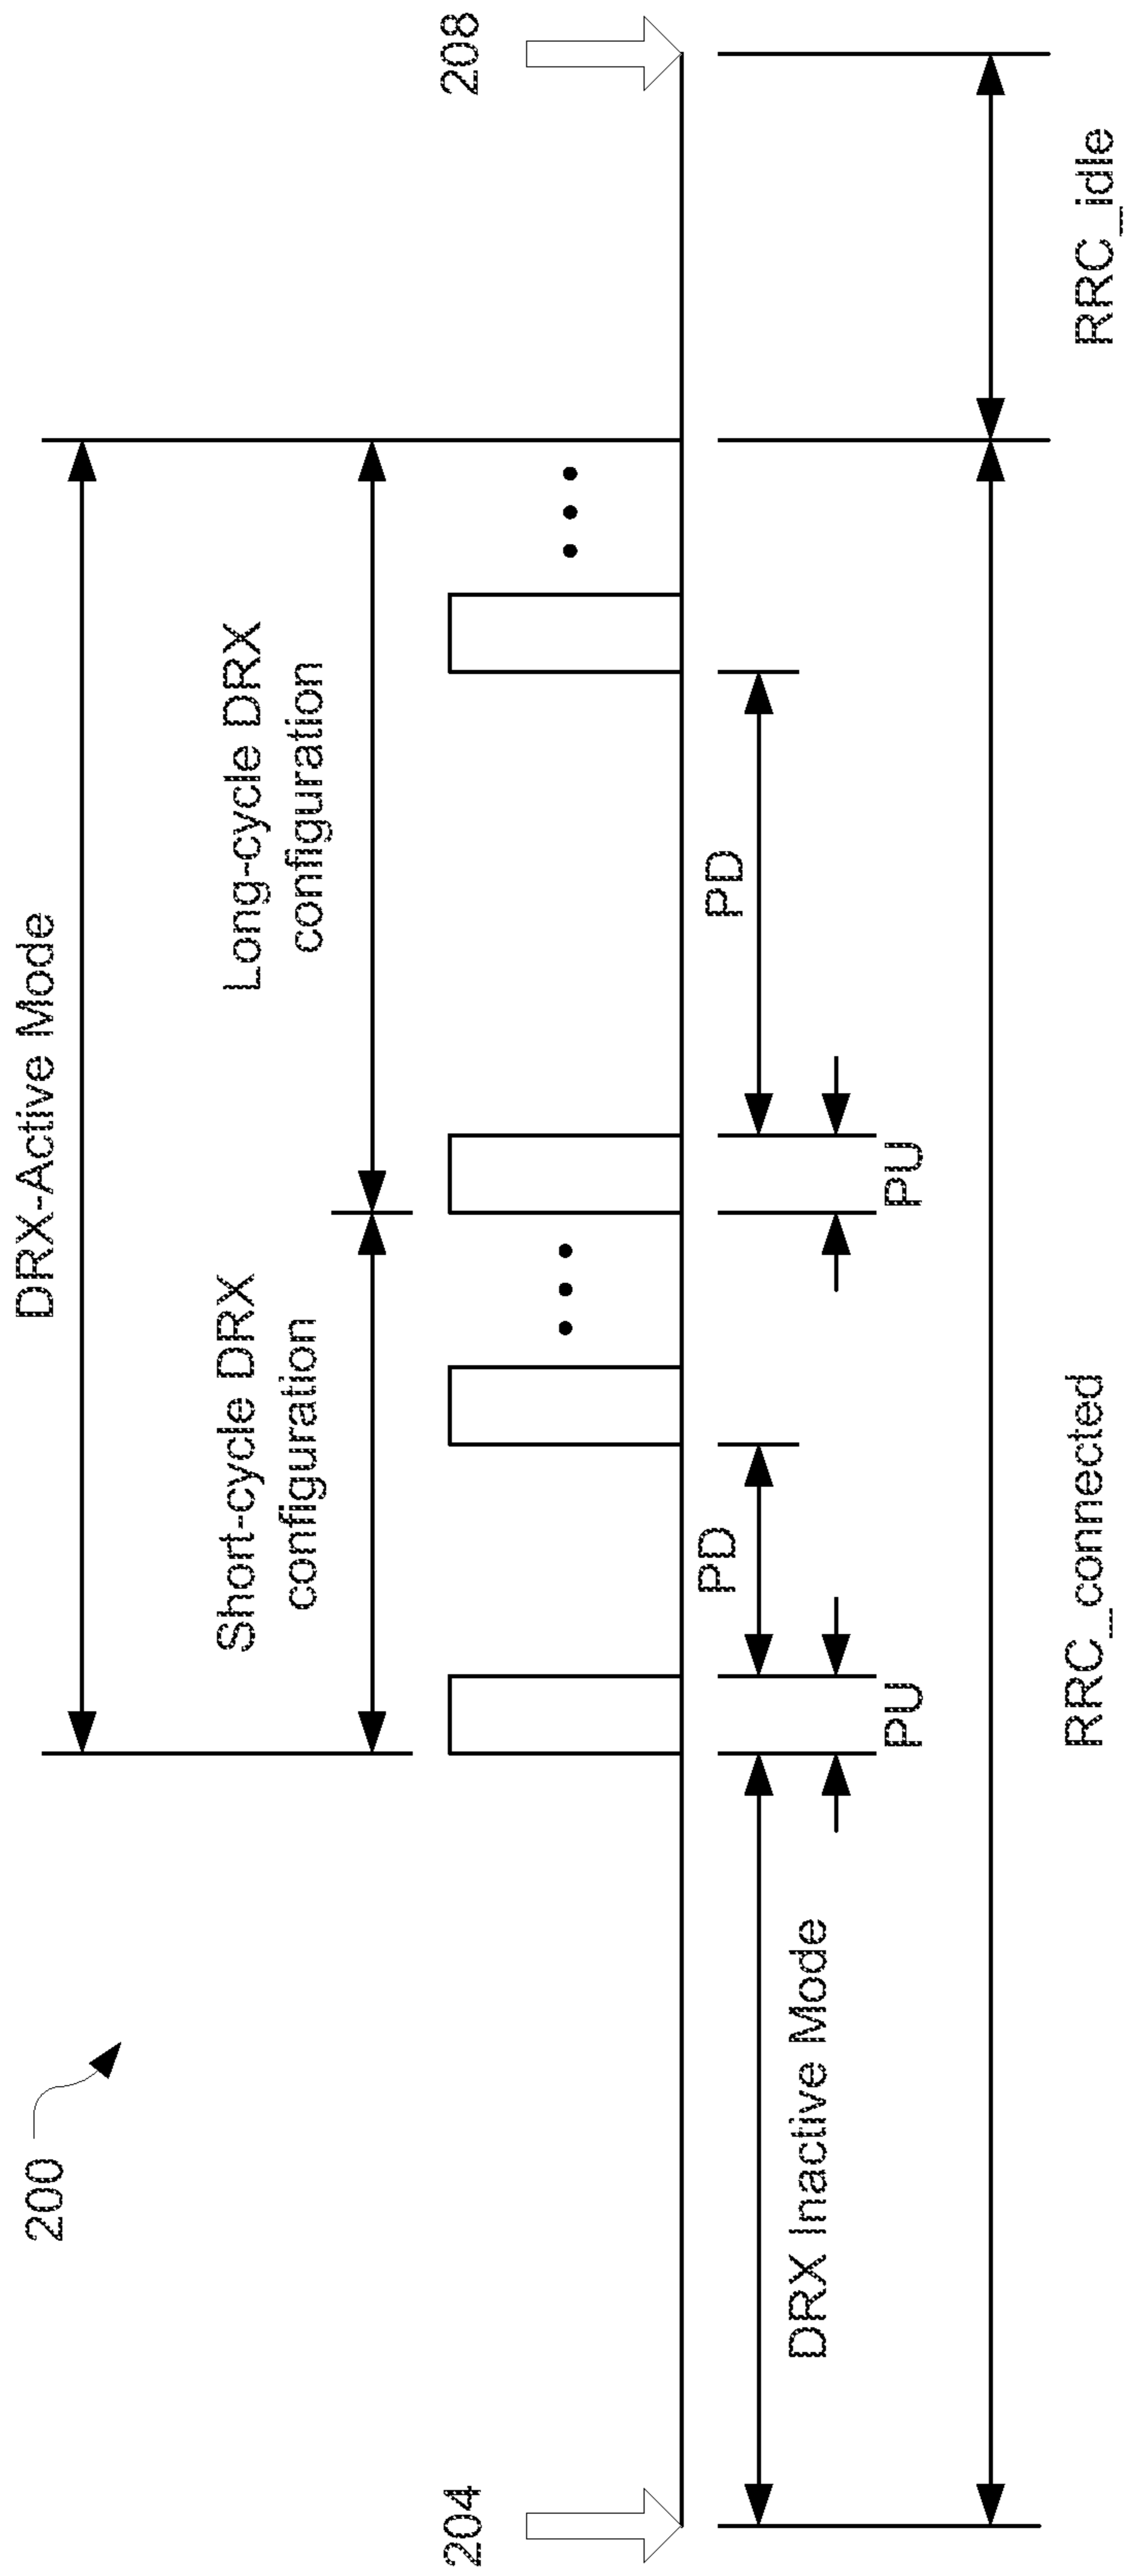 200
DRX-Active Mode
Short-cycle DRX
configuration
Long-cycle DRX
configuration
204
208
PD
PD
DRX Inactive Mode
PU
PU
RRC_connected
RRC_idle